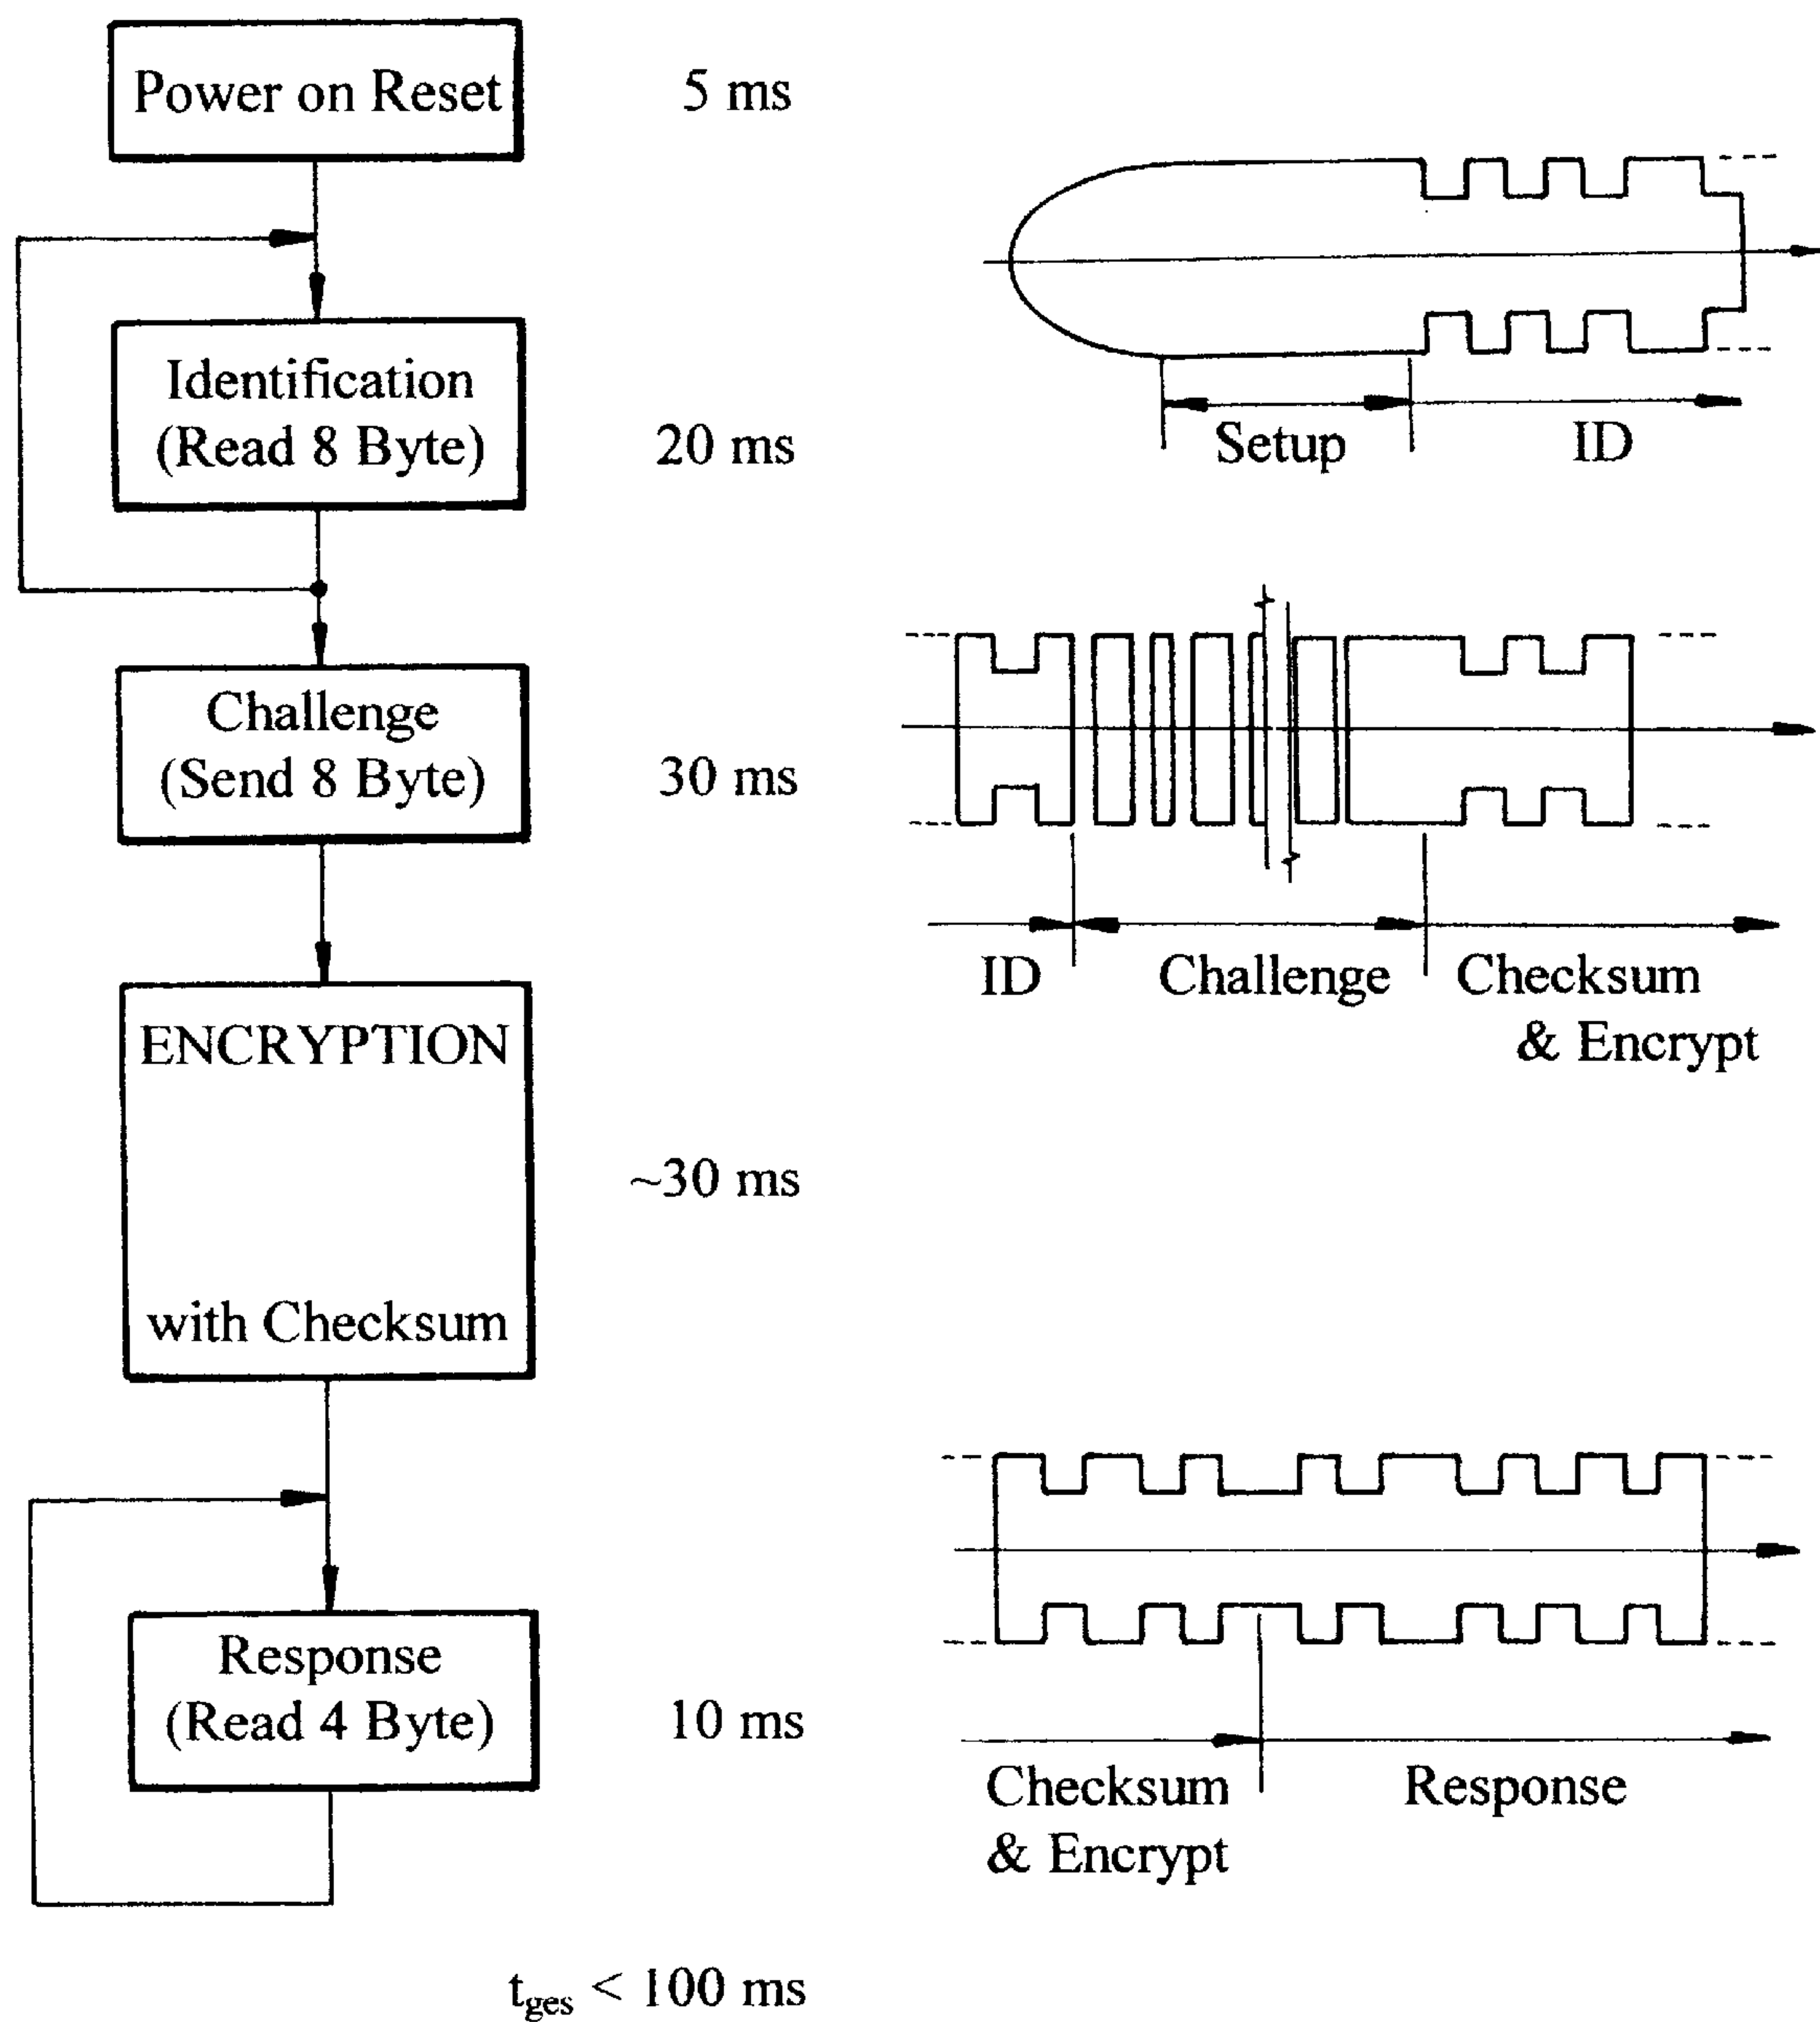 Power on Reset
5 ms
Identification
(Read 8 Byte)
20 ms
Setup
ID
Challenge
(Send 8 Byte)
30 ms
ID
Challenge
Checksum
& Encrypt
ENCRYPTION
~30 ms
with Checksum
Response
(Read 4 Byte)
10 ms
Checksum
& Encrypt
Response
tges < 100 ms